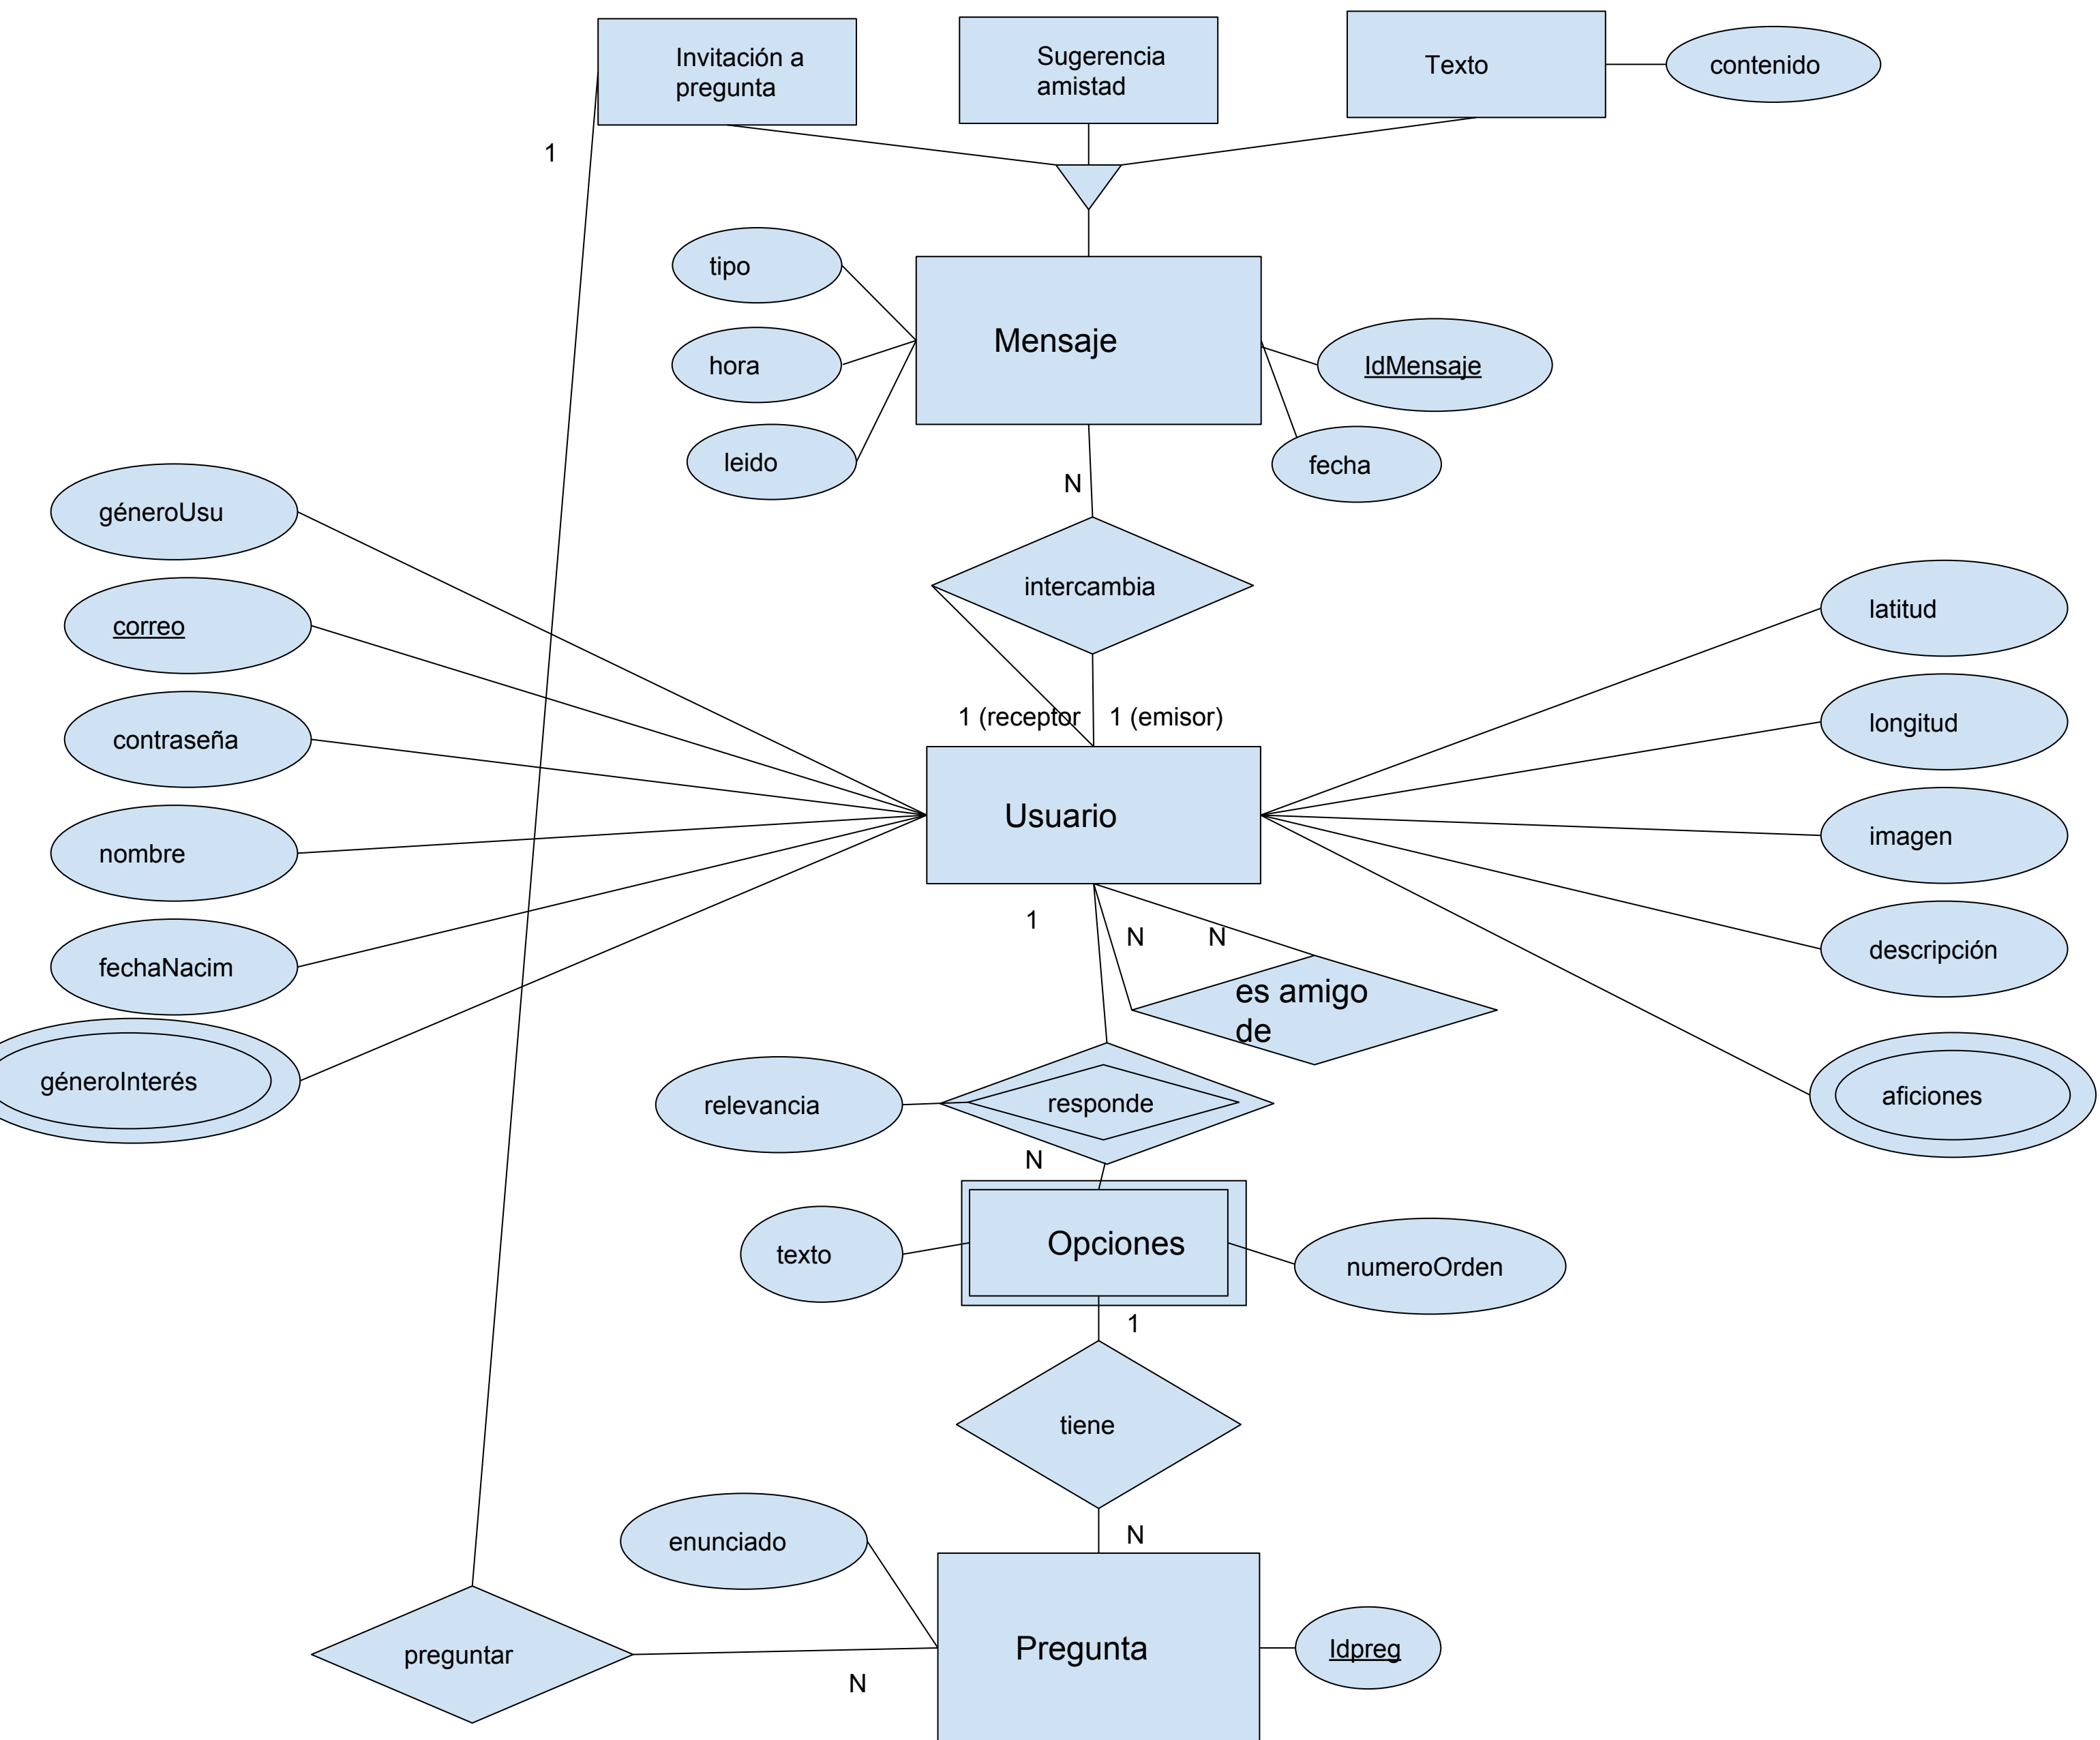 Invitación a
pregunta
Sugerencia
amistad
Texto
contenido
1
tipo
hora
leido
Mensaje
IdMensaje
fecha
N
intercambia
1 (receptor
1 (emisor)
géneroUsu
correo
contraseña
nombre
fechaNacim
géneroInterés
Usuario
latitud
longitud
imagen
descripción
aficiones
1
N
N
es amigo
de
relevancia
responde
N
texto
Opciones
numeroOrden
1
tiene
N
enunciado
preguntar
N
Pregunta
Idpreg